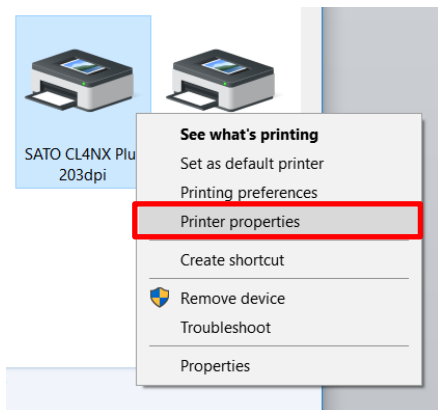 SATO CL4NX Plu
203dpi
See what's printing
Set as default printer
Printing preferences
Printer properties
Create shortcut
Remove device
Troubleshoot
Properties